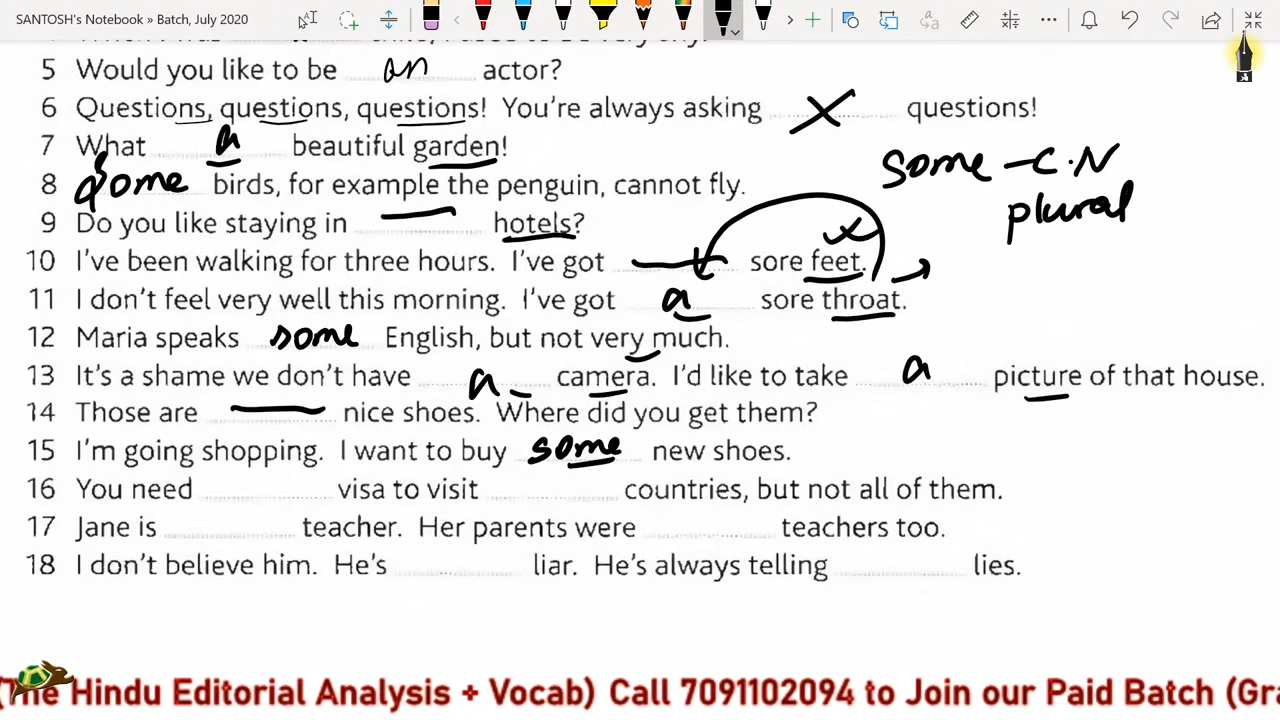 SANTOSH's Notebook » Batch, July 2020
5 Would you like to be an actor?
6 Questions, questions, questions! You're always asking X questions!
7 What a beautiful garden!
some – C.N
8 Some birds, for example the penguin, cannot fly.
plural
9 Do you like staying in hotels?
10 I've been walking for three hours. I've got sore feet.
11 I don't feel very well this morning. I've got a sore throat.
12 Maria speaks some English, but not very much.
13 It's a shame we don't have a camera. I'd like to take a picture of that house.
14 Those are nice shoes. Where did you get them?
15 I'm going shopping. I want to buy some new shoes.
16 You need visa to visit countries, but not all of them.
17 Jane is teacher. Her parents were teachers too.
18 I don't believe him. He's liar. He's always telling lies.
(The Hindu Editorial Analysis + Vocab) Call 7091102094 to Join our Paid Batch (Gra